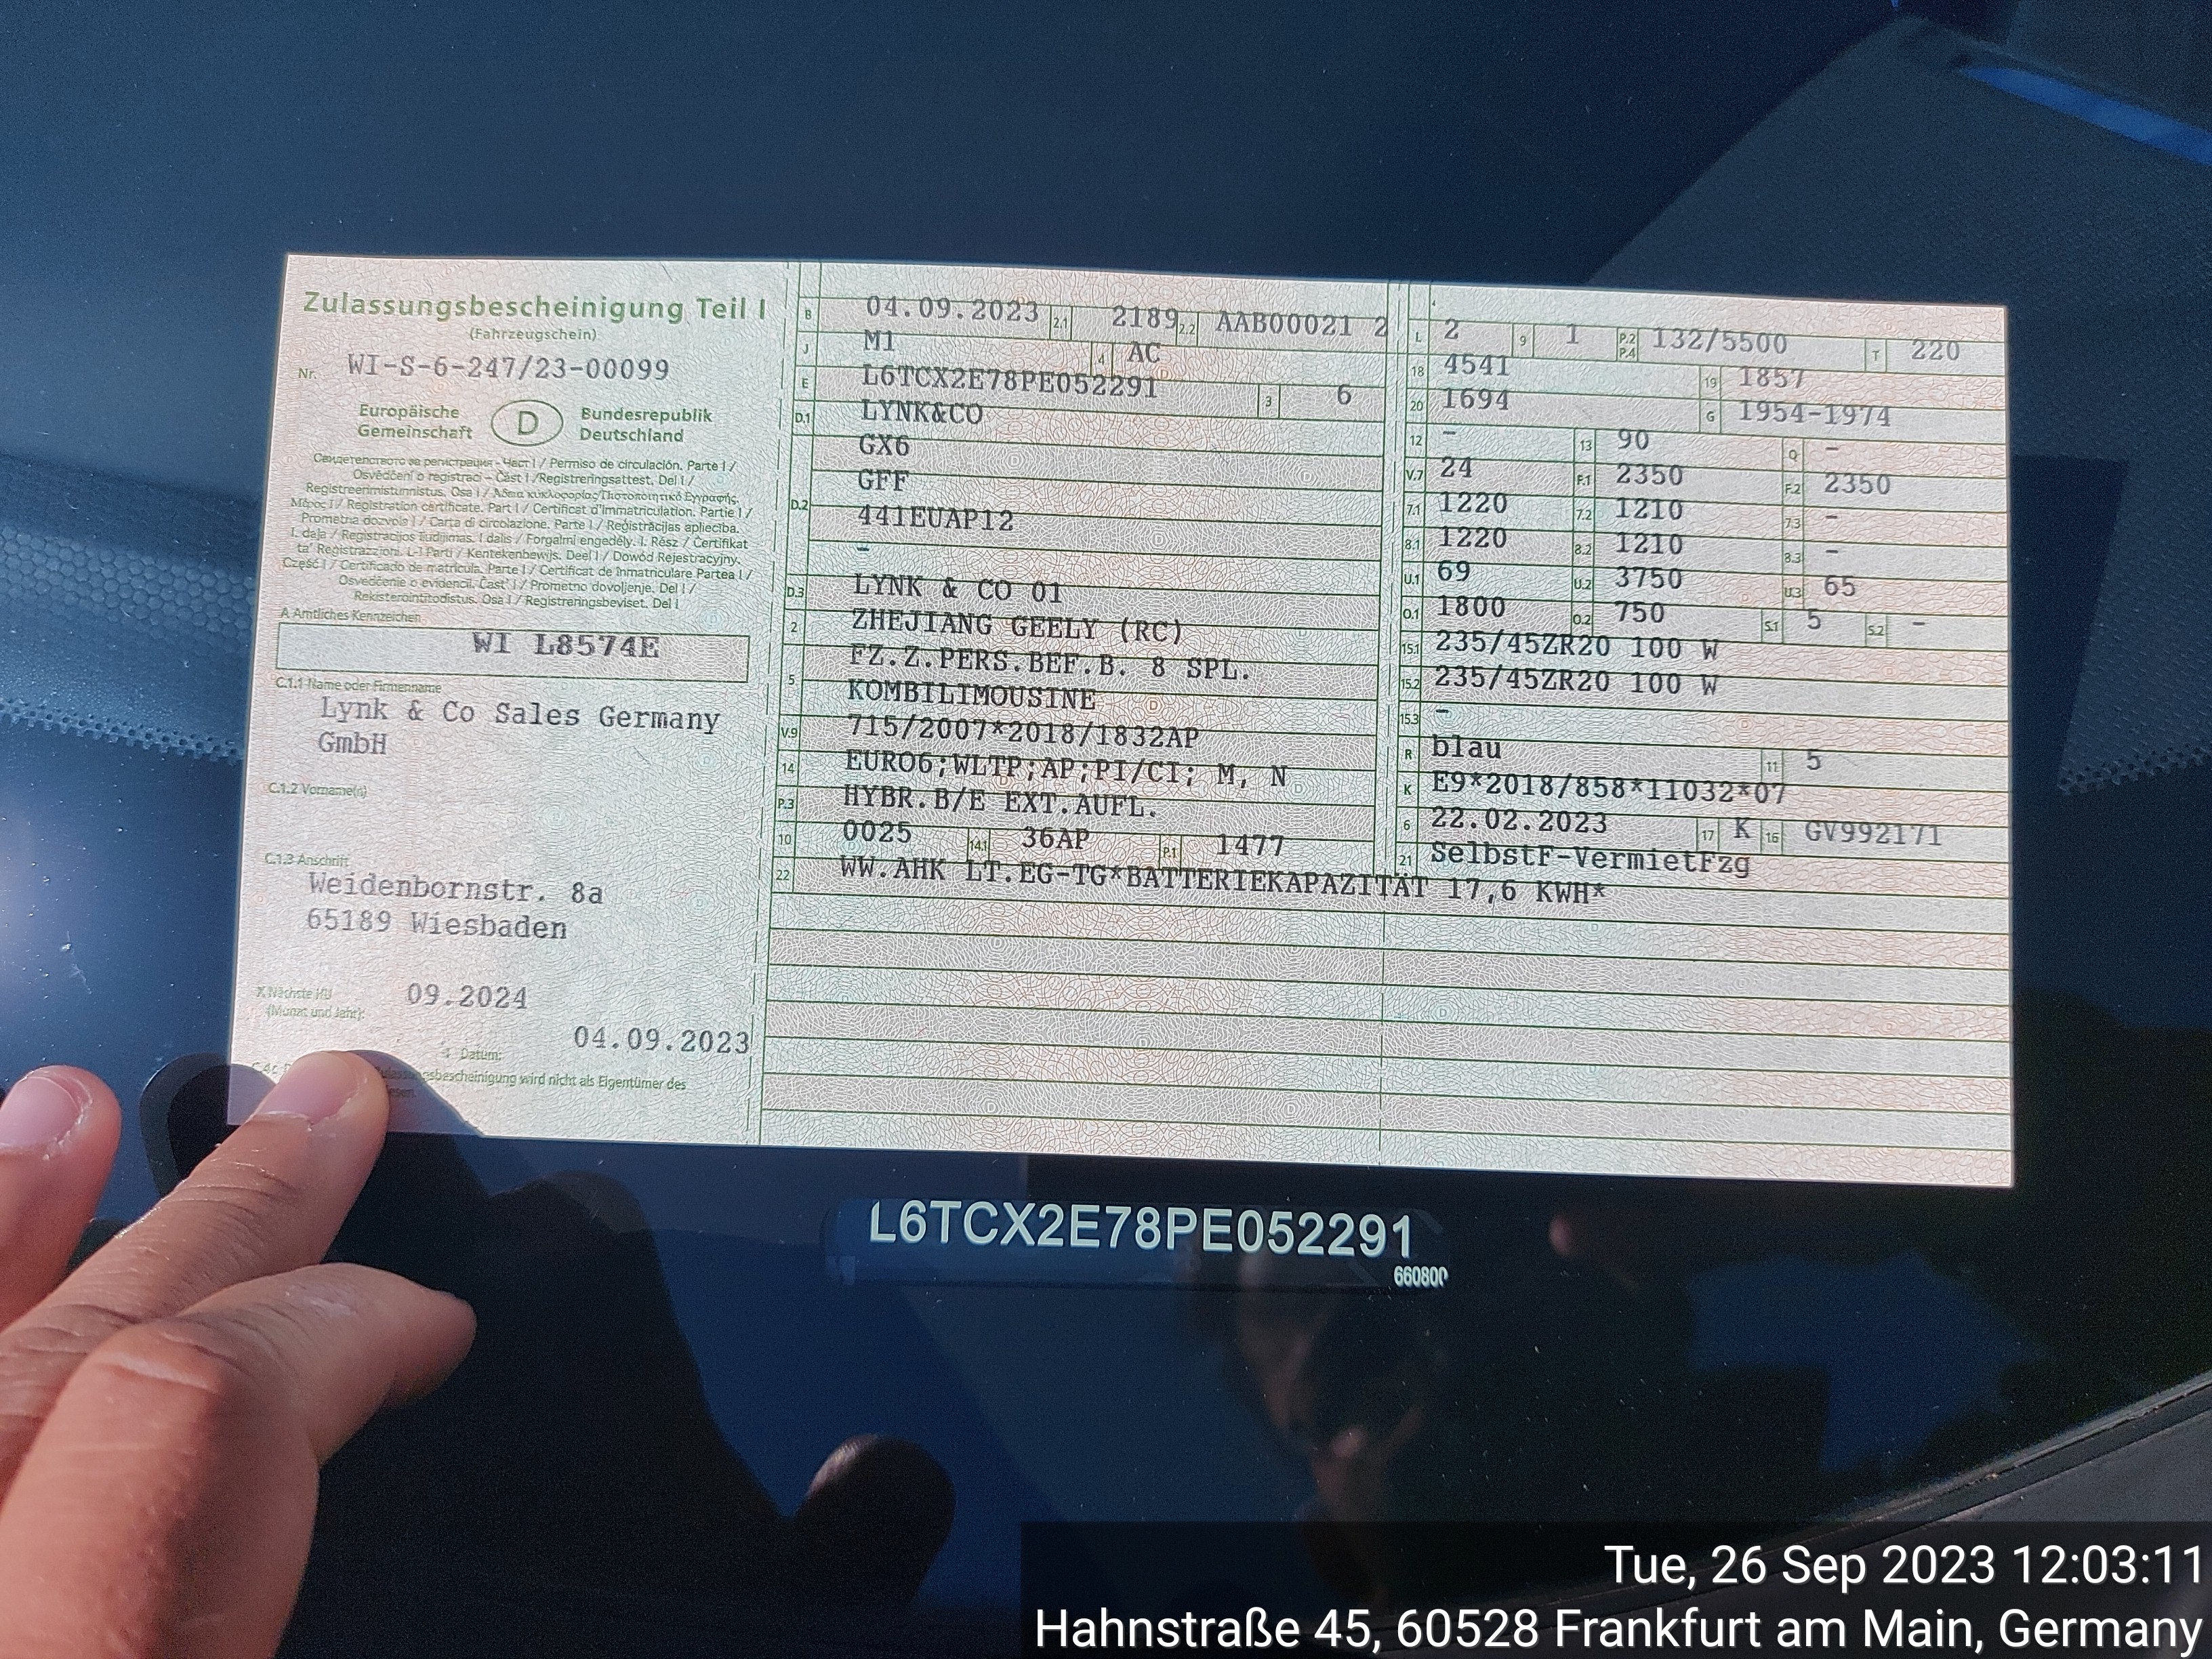 Zulassungsbescheinigung Teil I
(Fahrzeugschein)
Nr. WI-S-6-247/23-00099
Europäische Gemeinschaft
D
Bundesrepublik Deutschland
Свидетелство за регистрация - Част I / Permiso de circulación. Parte I /
Osvědčení o registraci – Část I / Registreringsattest. Del I /
Registreerimistunnistus. Osa I / Άδεια κυκλοφορίας/Πιστοποιητικό Εγγραφής.
Μέρος I / Registration certificate. Part I / Certificat d'immatriculation. Partie I /
Prometna dozvola I / Carta di circolazione. Parte I / Reģistrācijas apliecība.
I. daļa / Registracijos liudijimas. I dalis / Forgalmi engedély. I. Rész / Ċertifikat
ta' Reġistrazzjoni. L-I Parti / Kentekenbewijs. Deel I / Dowód Rejestracyjny.
Część I / Certificado de matrícula. Parte I / Certificat de înmatriculare Partea I /
Osvedčenie o evidencii. Časť I / Prometno dovoljenje. Del I /
Rekisteröintitodistus. Osa I / Registreringsbeviset. Del I
A Amtliches Kennzeichen
WI L8574E
C.1.1 Name oder Firmenname
Lynk & Co Sales Germany
GmbH
C.1.2 Vorname(n)
C.1.3 Anschrift
Weidenbornstr. 8a
65189 Wiesbaden
X Nächste HU
(Monat und Jahr):
09.2024
I Datum: 04.09.2023
C.4c
Zulassungsbescheinigung wird nicht als Eigentümer des
B 04.09.2023 2.1 2189 2.2 AAB00021 2
J M1 4 AC
E L6TCX2E78PE052291 3 6
D.1 LYNK&CO
GX6
D.2 GFF
441EUAP12
-
D.3 LYNK & CO 01
2 ZHEJIANG GEELY (RC)
5 FZ.Z.PERS.BEF.B. 8 SPL.
KOMBILIMOUSINE
V.9 715/2007*2018/1832AP
14 EURO6;WLTP;AP;PI/CI; M, N
P.3 HYBR.B/E EXT.AUFL.
10 0025 14.1 36AP P.1 1477
22 WW.AHK LT.EG-TG*BATTERIEKAPAZITÄT 17,6 KWH*
L 2 9 1 P.2 P.4 132/5500 T 220
18 4541 19 1857
20 1694 G 1954-1974
12 - 13 90 Q -
V.7 24 F.1 2350 F.2 2350
7.1 1220 7.2 1210 7.3 -
8.1 1220 8.2 1210 8.3 -
U.1 69 U.2 3750 U.3 65
O.1 1800 O.2 750 S.1 5 S.2 -
15.1 235/45ZR20 100 W
15.2 235/45ZR20 100 W
15.3 -
R blau 11 5
K E9*2018/858*11032*07
6 22.02.2023 17 K 16 GV992171
21 SelbstF-VermietFzg
L6TCX2E78PE052291
660800
Tue, 26 Sep 2023 12:03:11
Hahnstraße 45, 60528 Frankfurt am Main, Germany